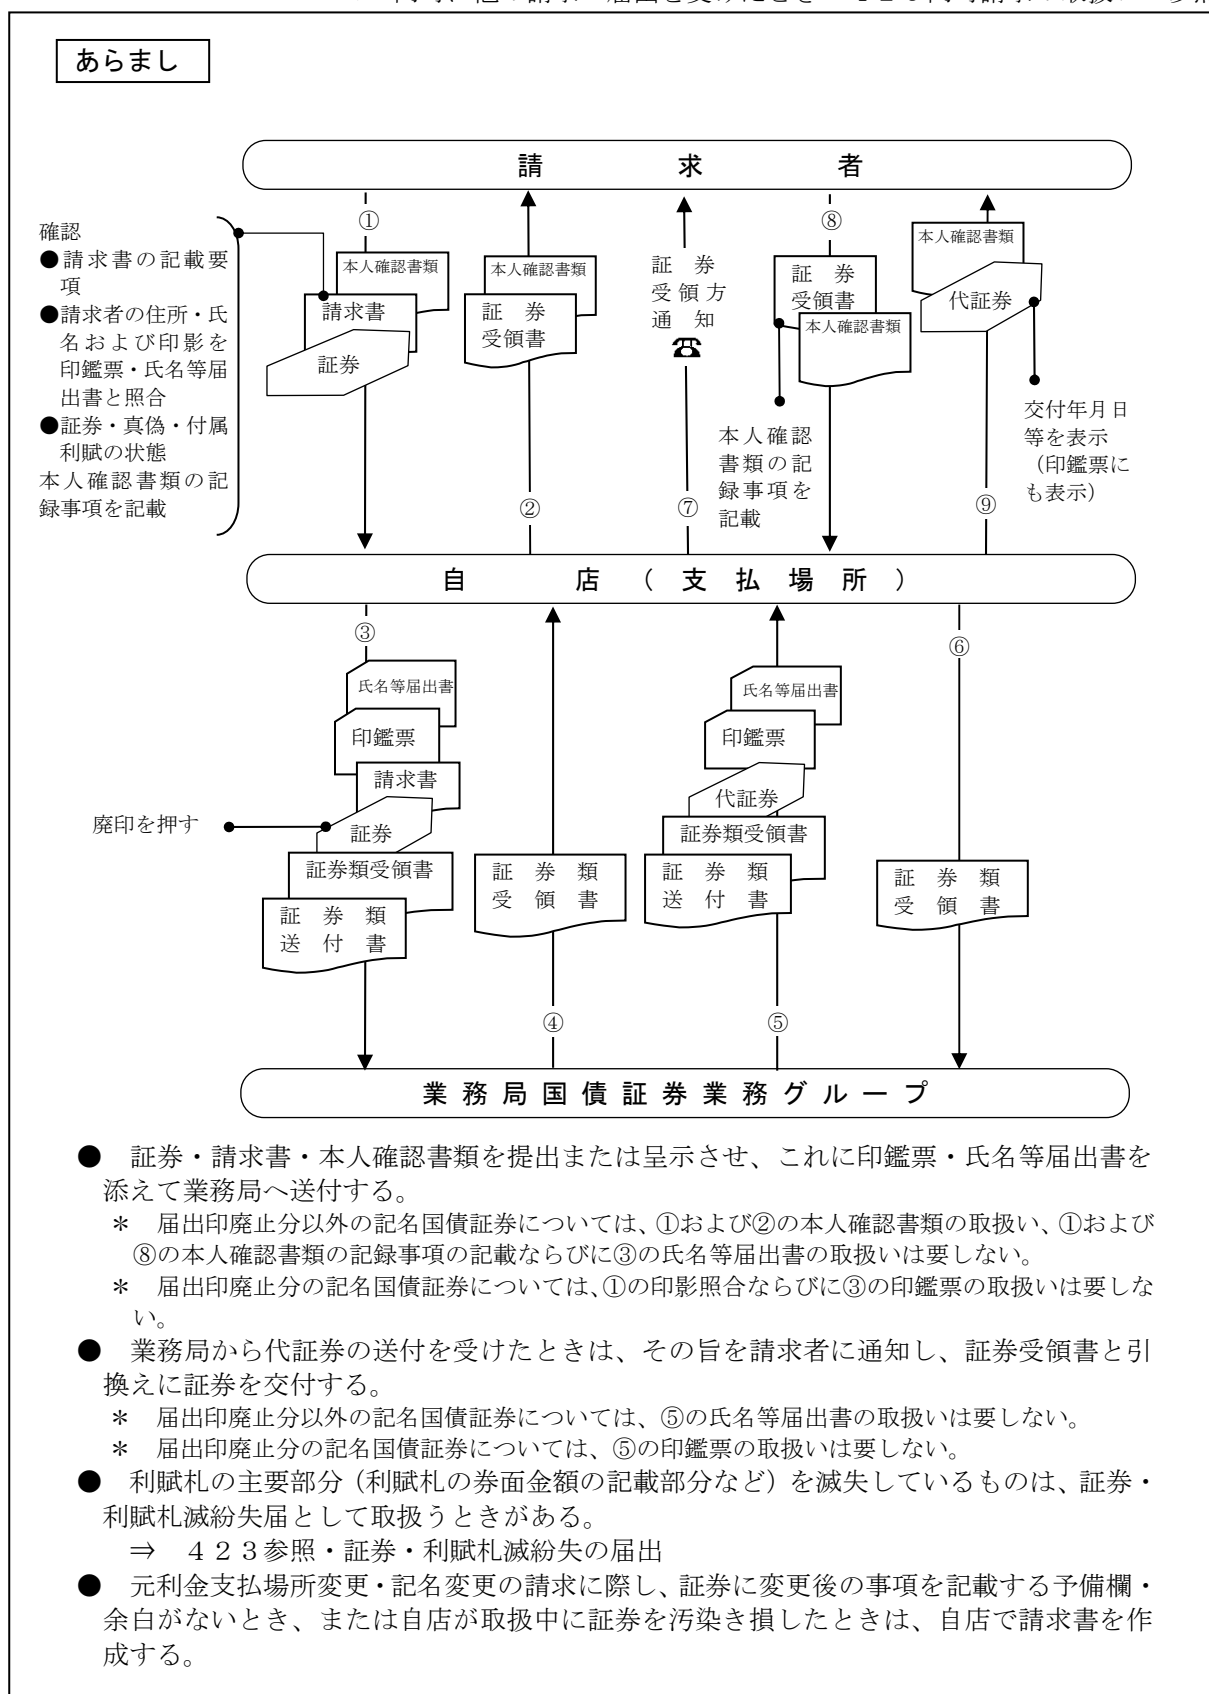 あらまし
請　求　者
確認
●請求書の記載要
項
●請求者の住所・氏
名および印影を
印鑑票・氏名等届
出書と照合
●証券・真偽・付属
利賦の状態
本人確認書類の記
録事項を記載
①
本人確認書類
請求書
証券
本人確認書類
証　券
受領書
②
証　券
受領方
通　知
☎
⑦
⑧
証　券
受領書
本人確認書類
本人確認
書類の記
録事項を
記載
本人確認書類
代証券
⑨
交付年月日
等を表示
（印鑑票に
も表示）
自　店（支払場所）
③
氏名等届出書
印鑑票
請求書
証券
廃印を押す
証券類受領書
証　券　類
送　付　書
証　券　類
受　領　書
④
氏名等届出書
印鑑票
代証券
証券類受領書
証　券　類
送　付　書
⑤
⑥
証　券　類
受　領　書
業務局国債証券業務グループ
●　証券・請求書・本人確認書類を提出または呈示させ、これに印鑑票・氏名等届出書を
添えて業務局へ送付する。
＊　届出印廃止分以外の記名国債証券については、①および②の本人確認書類の取扱い、①および
⑧の本人確認書類の記録事項の記載ならびに③の氏名等届出書の取扱いは要しない。
＊　届出印廃止分の記名国債証券については、①の印影照合ならびに③の印鑑票の取扱いは要しな
い。
●　業務局から代証券の送付を受けたときは、その旨を請求者に通知し、証券受領書と引
換えに証券を交付する。
＊　届出印廃止分以外の記名国債証券については、⑤の氏名等届出書の取扱いは要しない。
＊　届出印廃止分の記名国債証券については、⑤の印鑑票の取扱いは要しない。
●　利賦札の主要部分（利賦札の券面金額の記載部分など）を滅失しているものは、証券・
利賦札滅紛失届として取扱うときがある。
⇒　４２３参照・証券・利賦札滅紛失の届出
●　元利金支払場所変更・記名変更の請求に際し、証券に変更後の事項を記載する予備欄・
余白がないとき、または自店が取扱中に証券を汚染き損したときは、自店で請求書を作
成する。